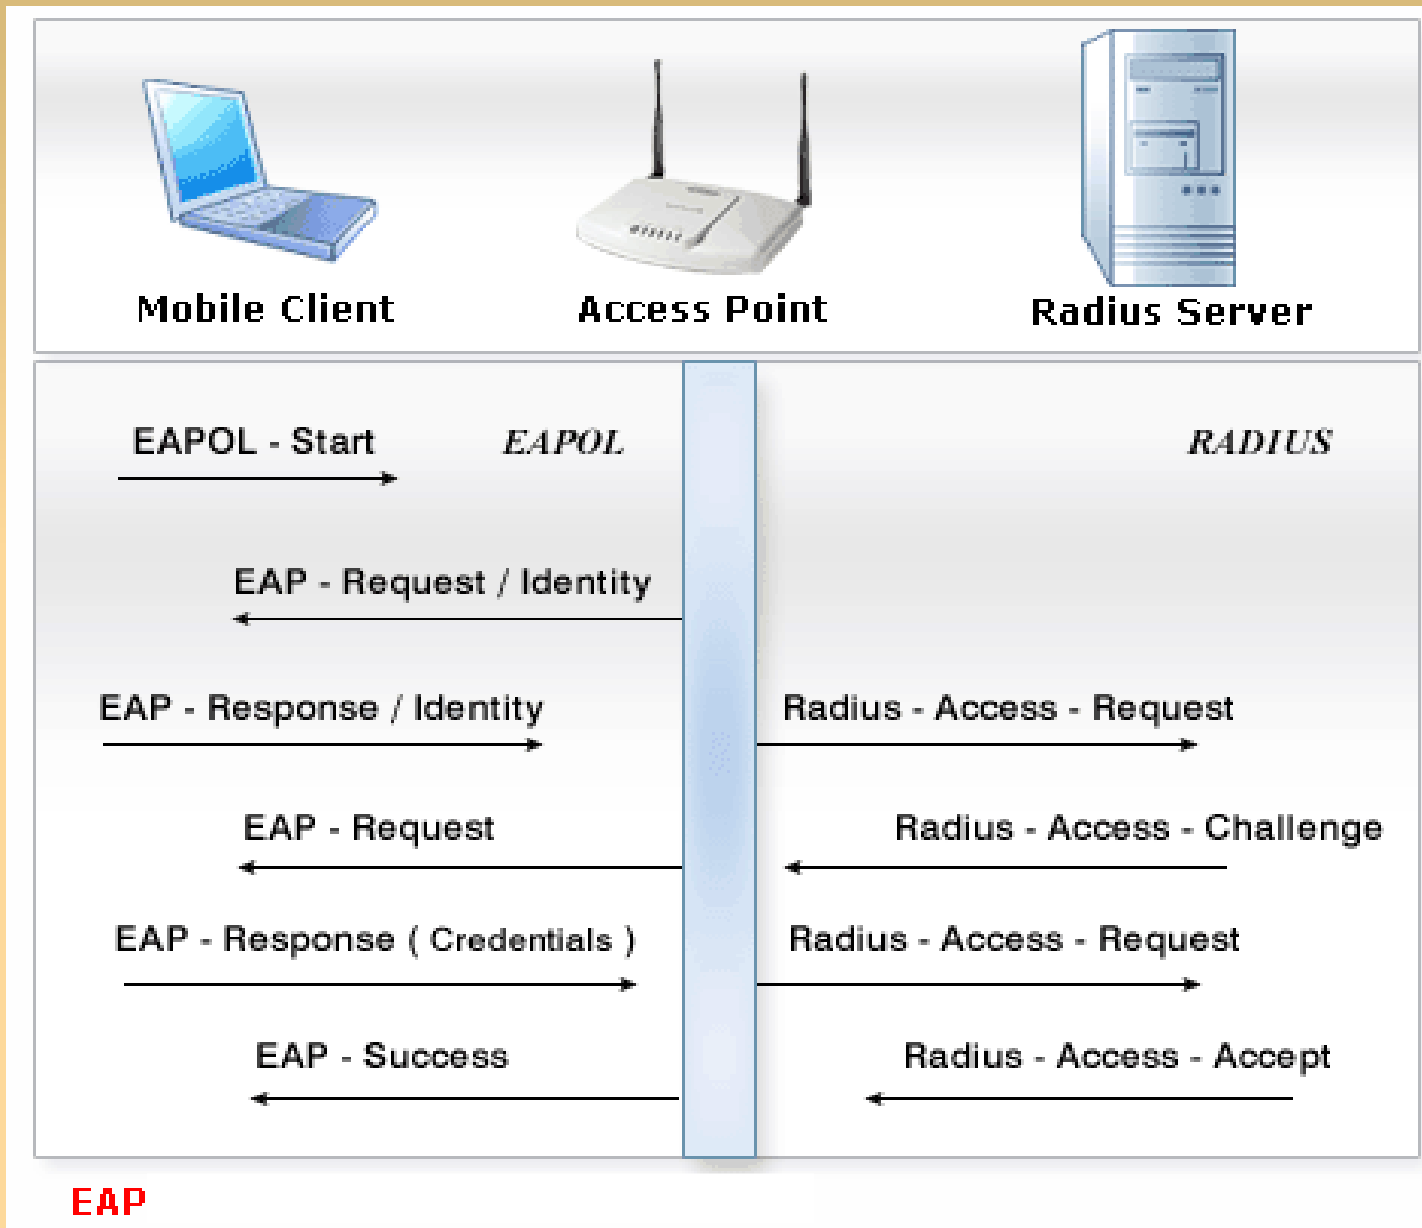 Mobile Client
Access Point
Radius Server
EAPOL - Start
EAPOL
RADIUS
EAP - Request / Identity
EAP - Response / Identity
Radius - Access - Request
EAP - Request
Radius - Access - Challenge
EAP - Response ( Credentials )
Radius - Access - Request
EAP - Success
Radius - Access - Accept
EAP